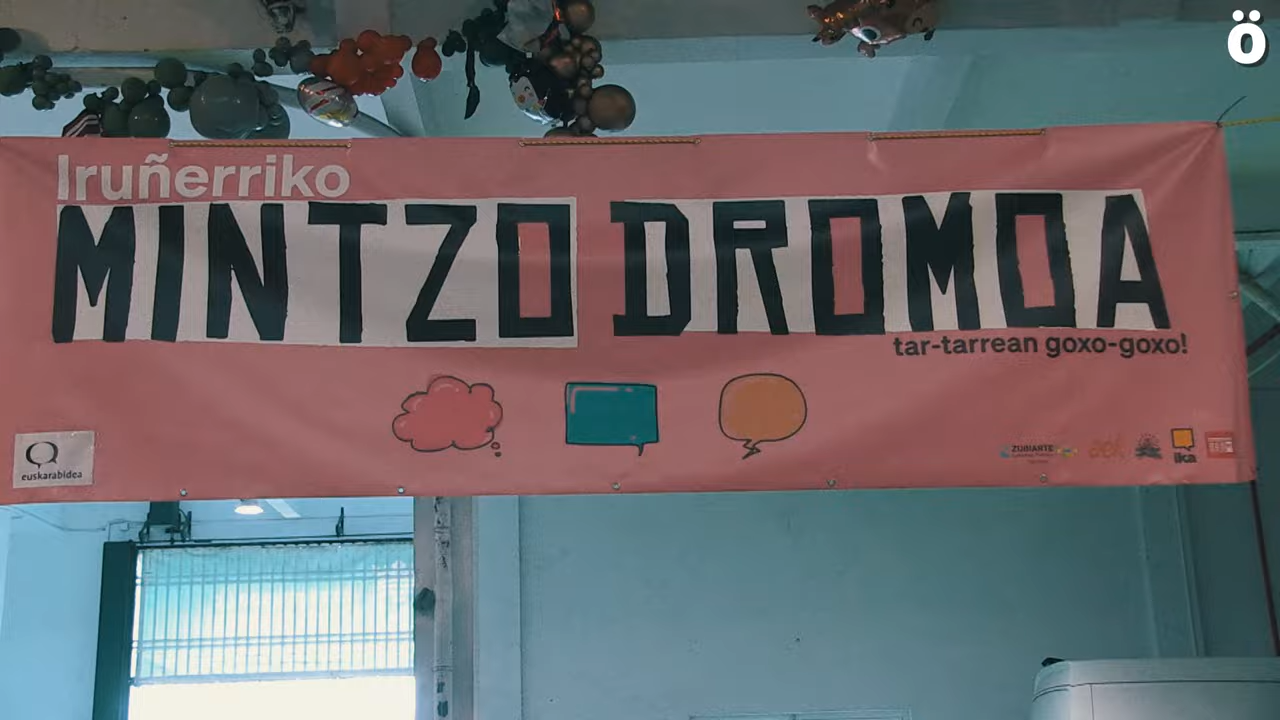 ö
Iruñerriko
MINTZODROMOA
tar-tarrean goxo-goxo!
euskarabidea
ZUBIARTE
aek
ika